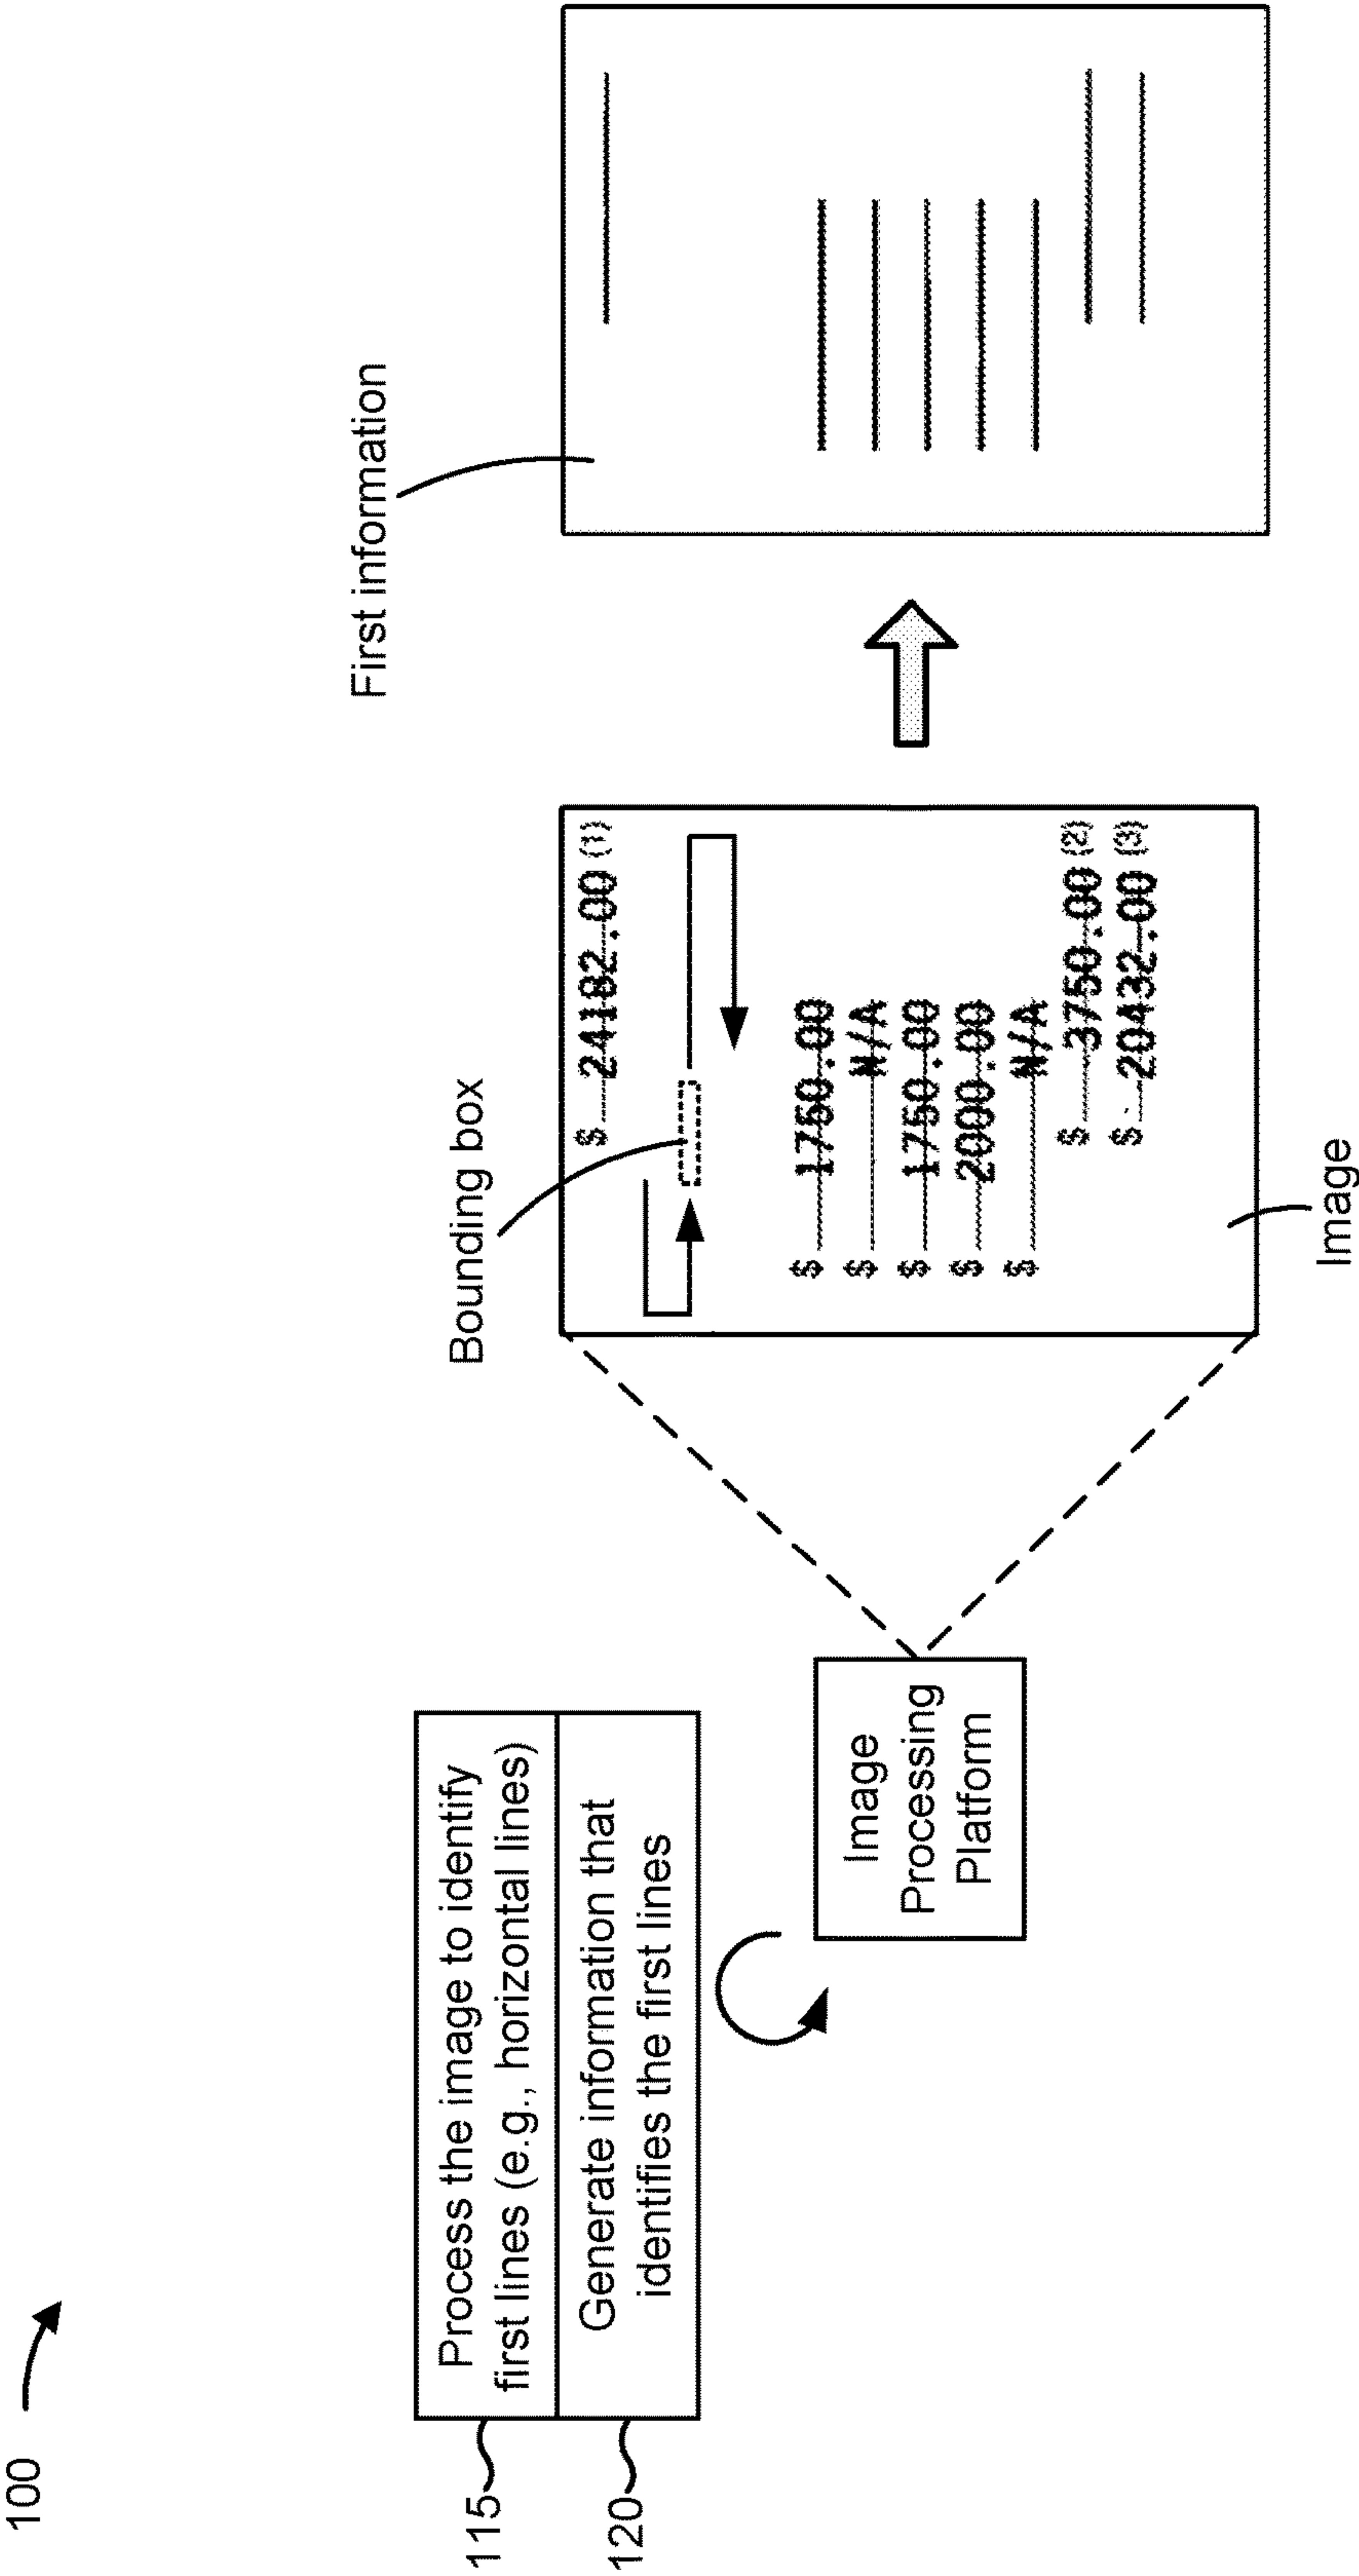 100
115
Process the image to identify
first lines (e.g., horizontal lines)
120
Generate information that
identifies the first lines
Image
Processing
Platform
Bounding box
$ 24182.00 (1)
$ 1750.00
$ N/A
$ 1750.00
$ 2000.00
$ N/A
$ 3750.00 (2)
$ 20432.00 (3)
Image
First information